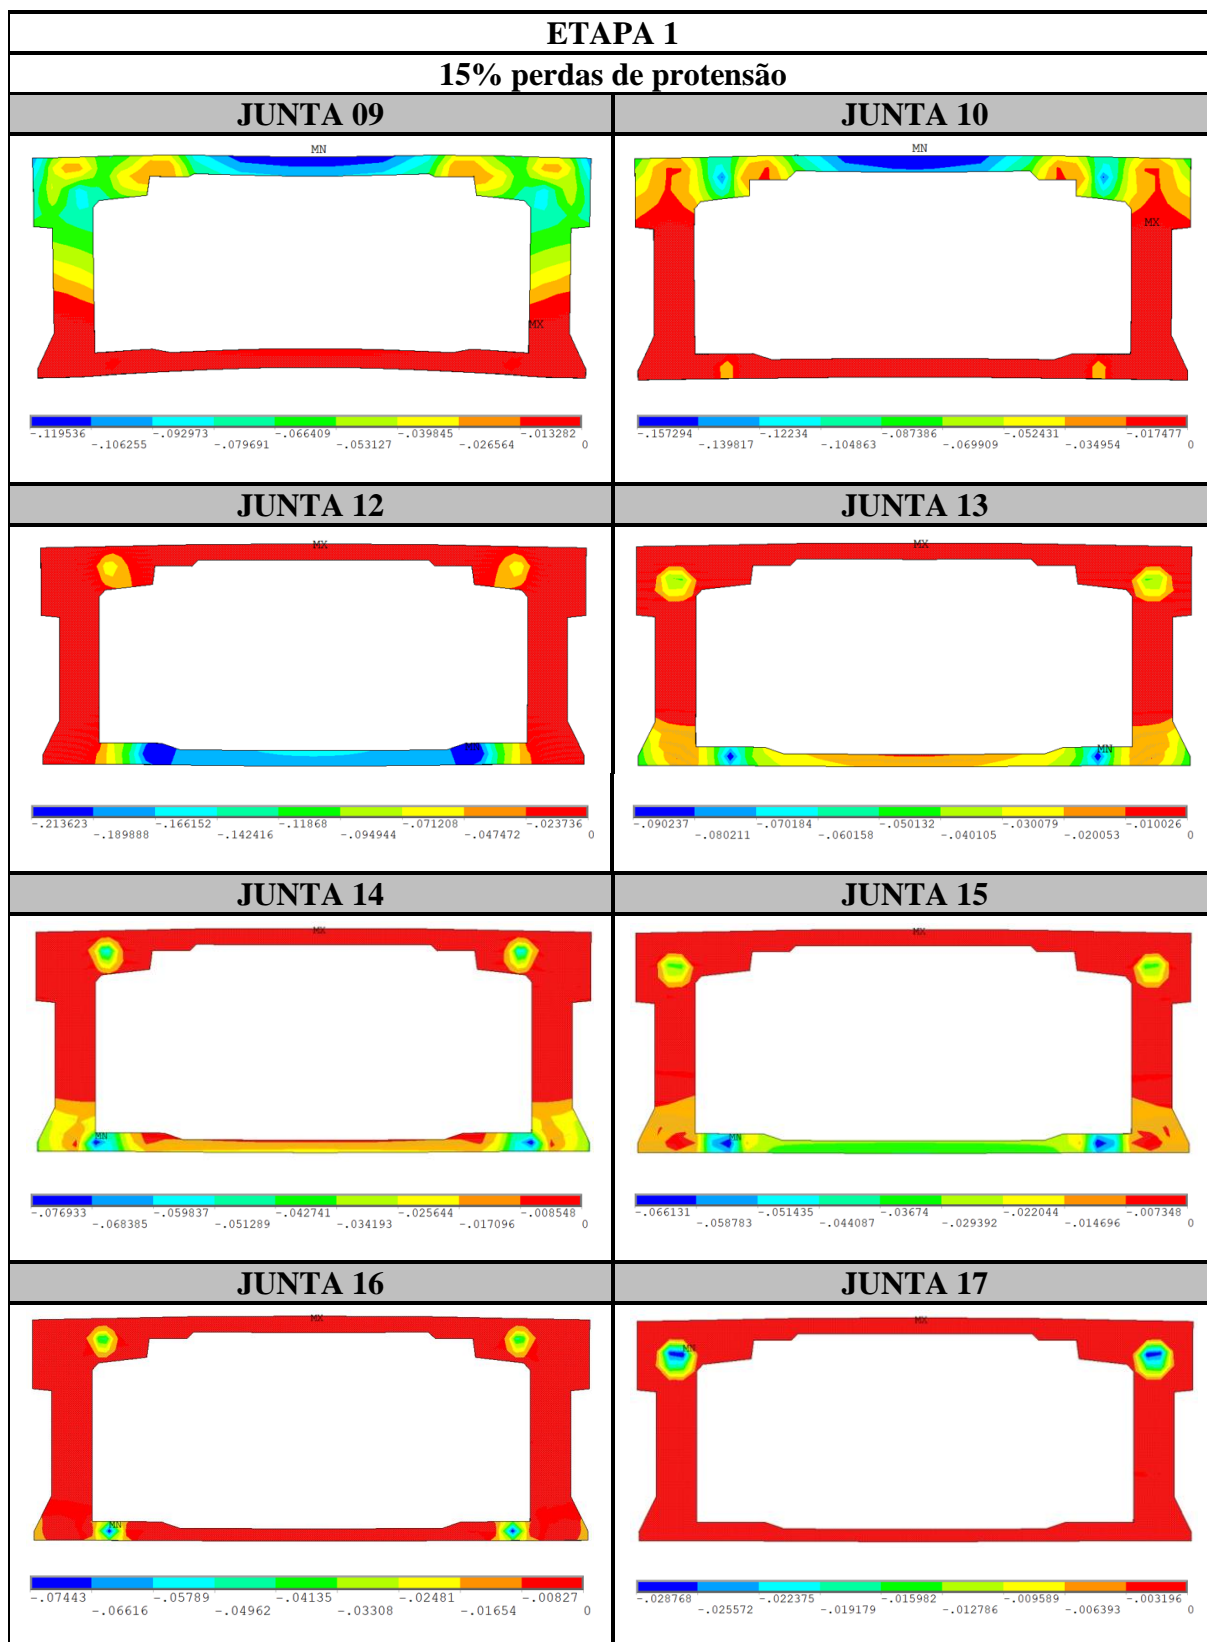 ETAPA 1
15% perdas de protensão
JUNTA 09
JUNTA 10
MN
MX
-.119536 -.092973 -.066409 -.039845 -.013282
-.106255 -.079691 -.053127 -.026564 0
MN
MX
-.157294 -.12234 -.087386 -.052431 -.017477
-.139817 -.104863 -.069909 -.034954 0
JUNTA 12
JUNTA 13
MX
MN
-.213623 -.166152 -.11868 -.071208 -.023736
-.189888 -.142416 -.094944 -.047472 0
MX
MN
-.090237 -.070184 -.050132 -.030079 -.010026
-.080211 -.060158 -.040105 -.020053 0
JUNTA 14
JUNTA 15
MX
MN
-.076933 -.059837 -.042741 -.025644 -.008548
-.068385 -.051289 -.034193 -.017096 0
MX
MN
-.066131 -.051435 -.03674 -.022044 -.007348
-.058783 -.044087 -.029392 -.014696 0
JUNTA 16
JUNTA 17
MX
MN
-.07443 -.05789 -.04135 -.02481 -.00827
-.06616 -.04962 -.03308 -.01654 0
MX
MN
-.028768 -.022375 -.015982 -.009589 -.003196
-.025572 -.019179 -.012786 -.006393 0